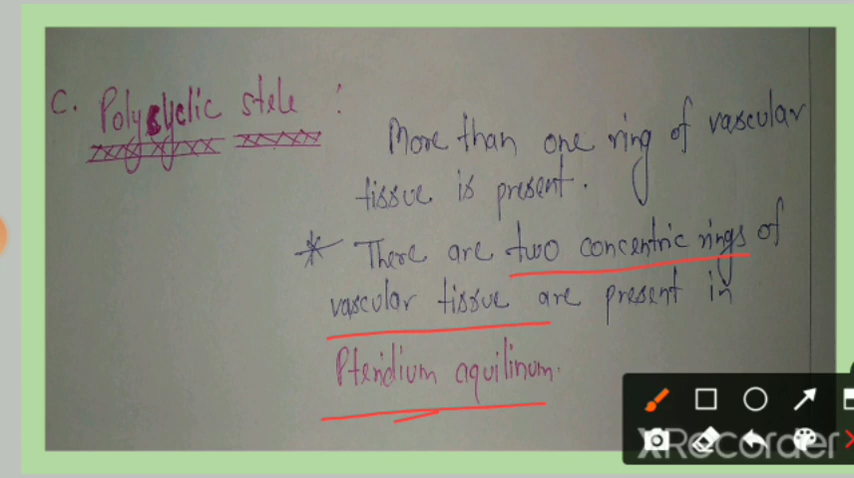 C. Polycyclic stele :
More than one ring of vascular
tissue is present.
* There are two concentric rings of
vascular tissue are present in
Pteridium aquilinum.
XRecorder